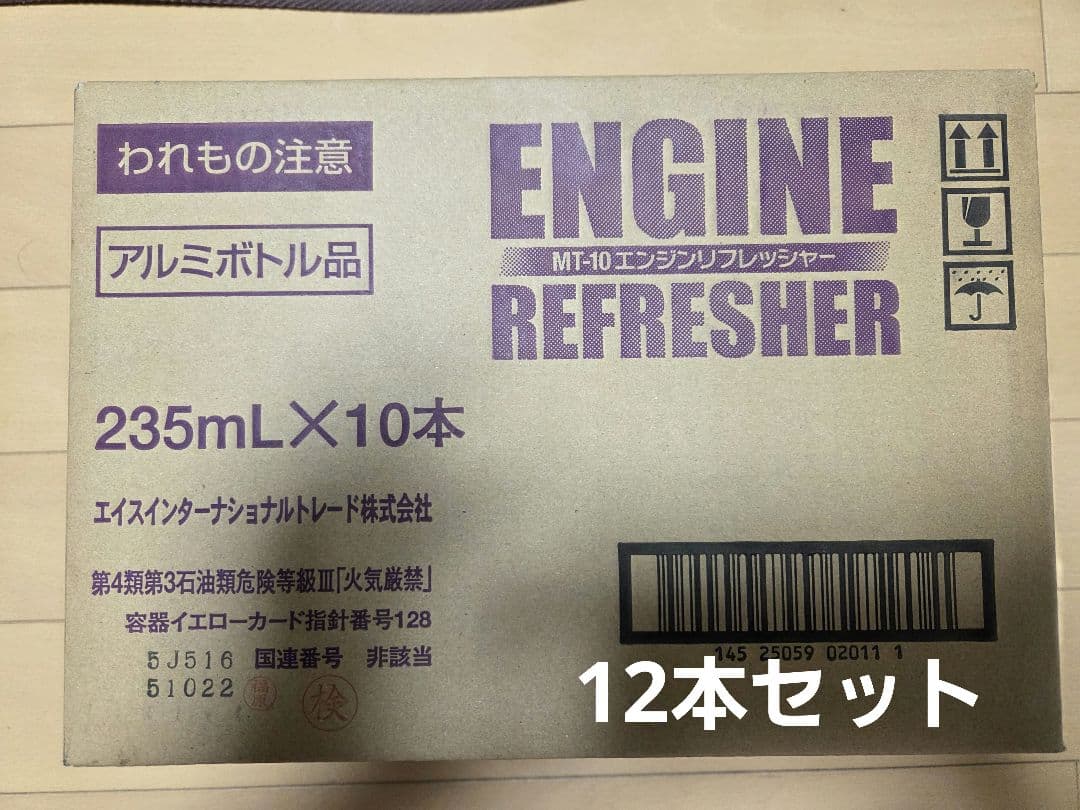 われもの注意
アルミボトル品
ENGINE
MT-10エンジンリフレッシャー
REFRESHER
235mL×10本
エイスインターナショナルトレード株式会社
第4類第3石油類危険等級Ⅲ「火気厳禁」
容器イエローカード指針番号128
5J516 国連番号 非該当
51022
検
145 25059 02011 1
12本セット